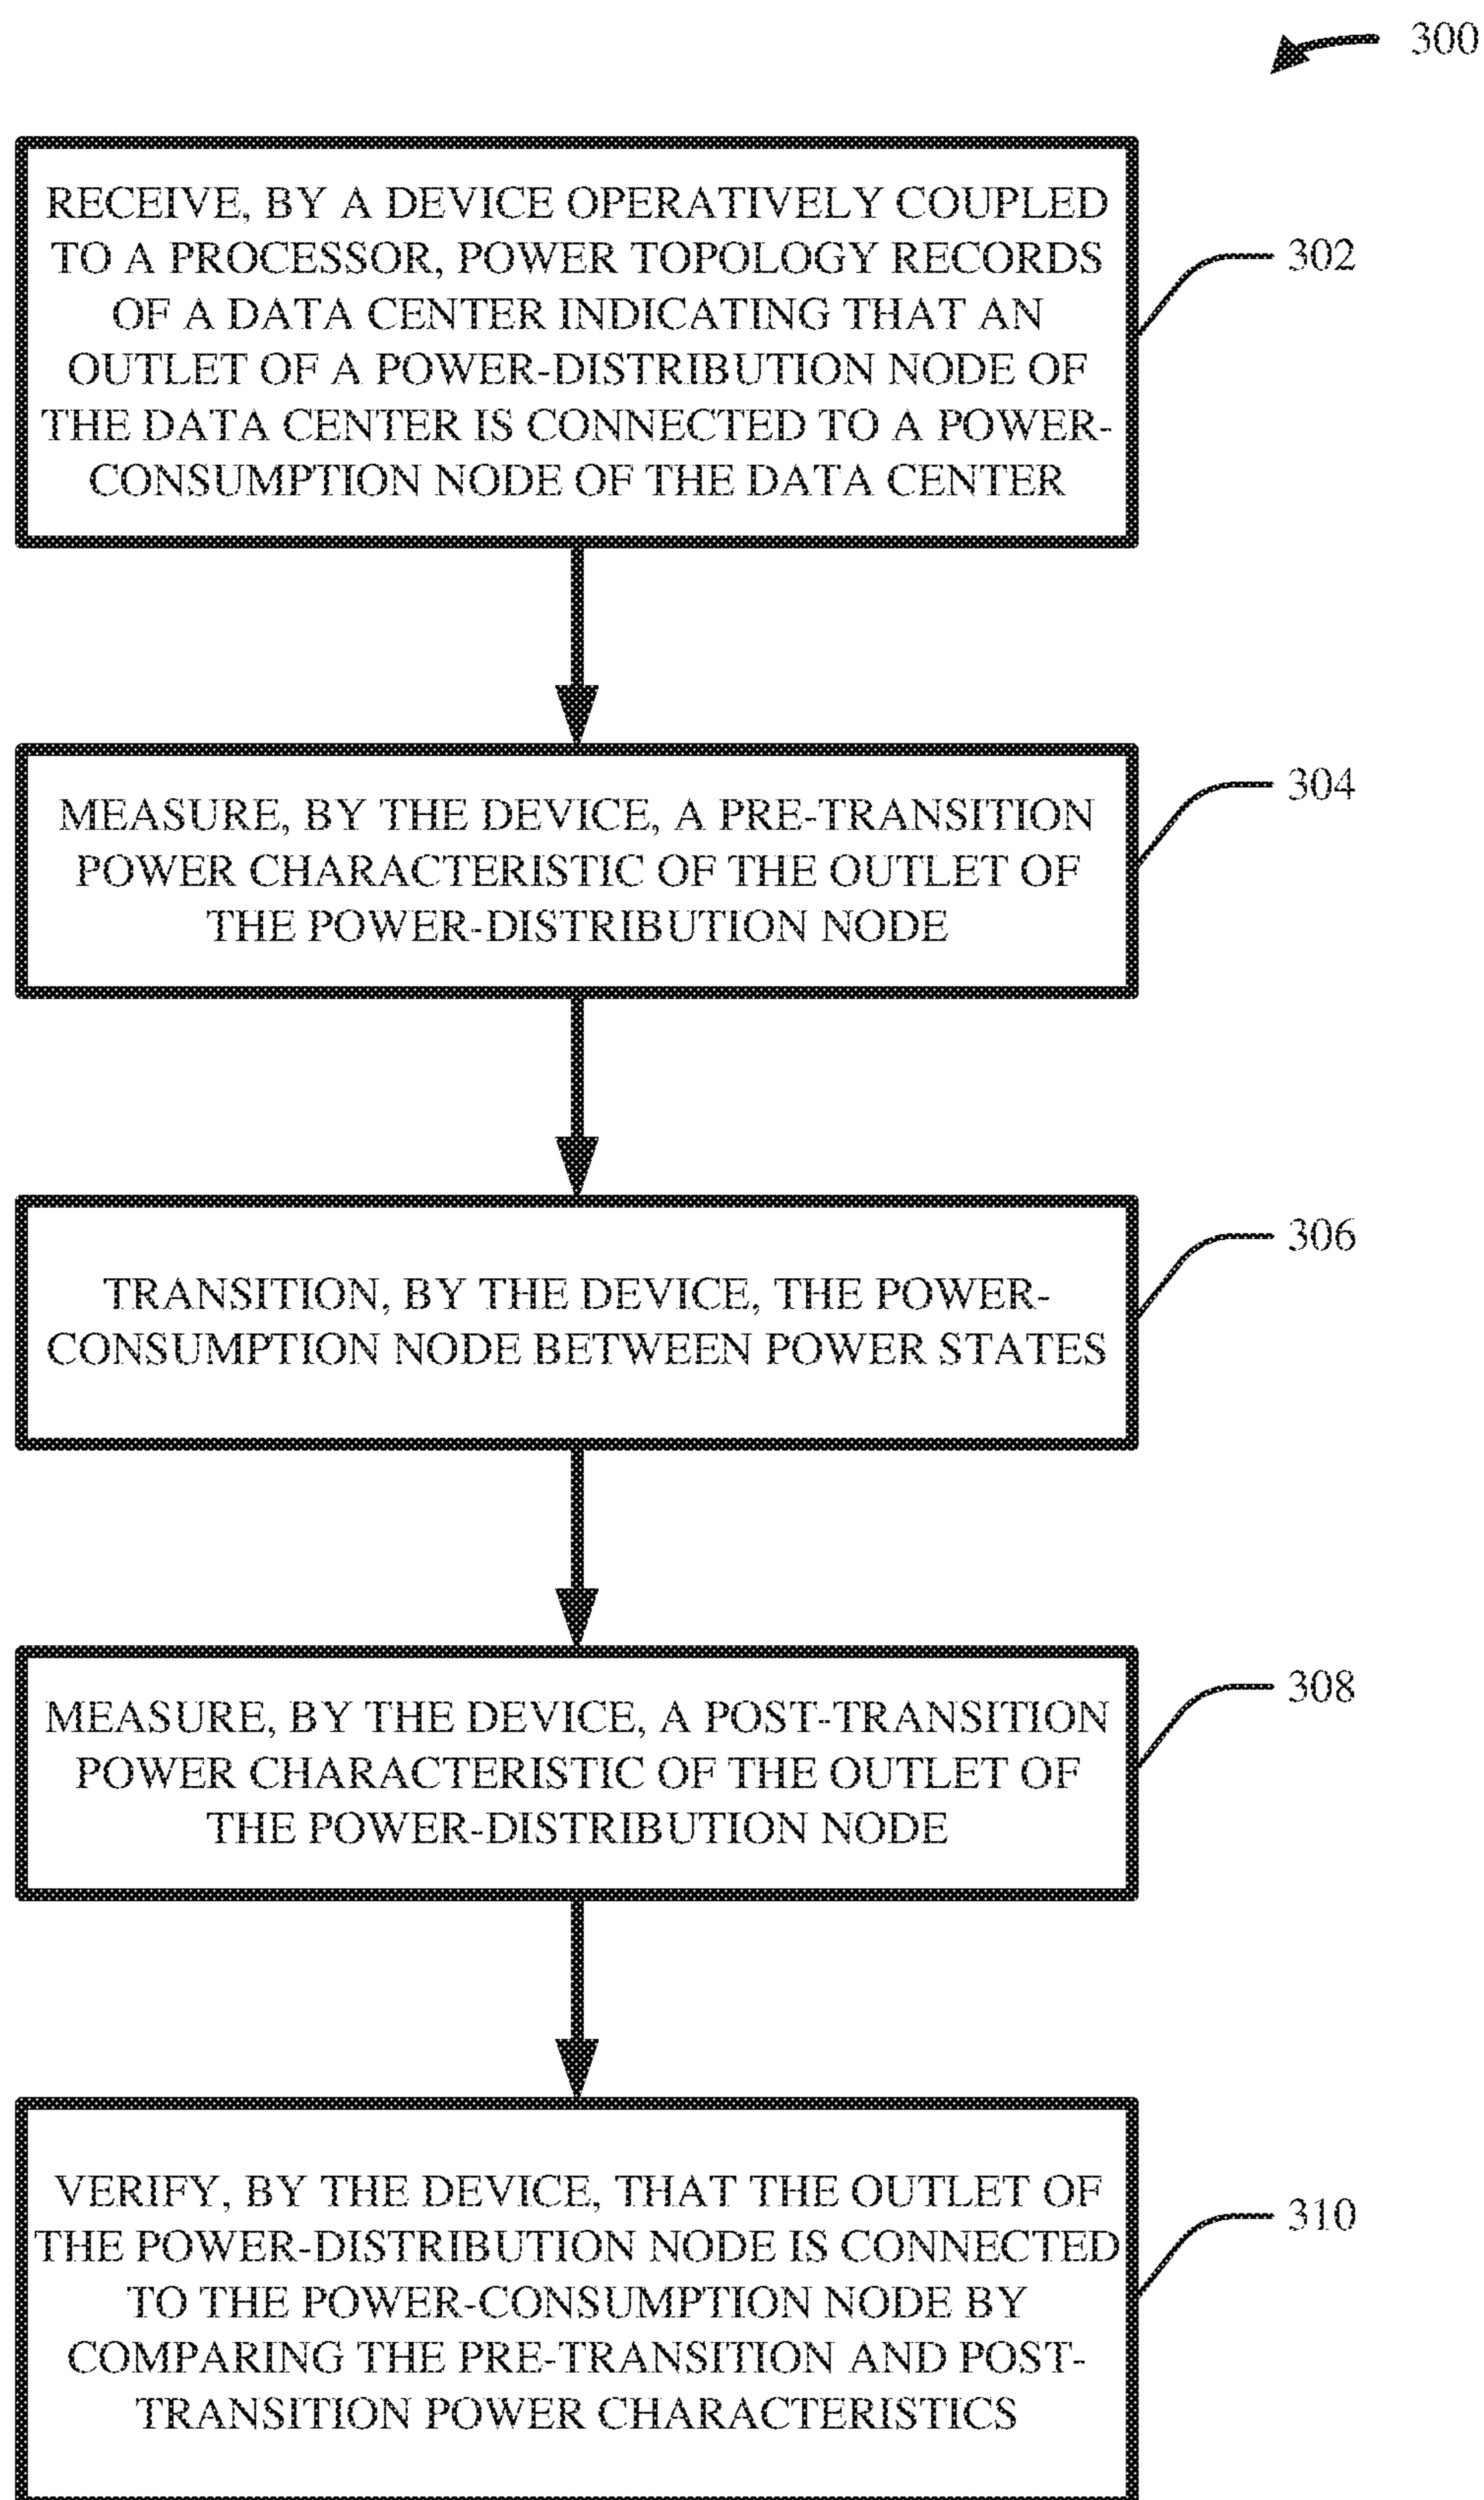 300
RECEIVE, BY A DEVICE OPERATIVELY COUPLED
TO A PROCESSOR, POWER TOPOLOGY RECORDS
OF A DATA CENTER INDICATING THAT AN
OUTLET OF A POWER-DISTRIBUTION NODE OF
THE DATA CENTER IS CONNECTED TO A POWER-
CONSUMPTION NODE OF THE DATA CENTER
302
MEASURE, BY THE DEVICE, A PRE-TRANSITION
POWER CHARACTERISTIC OF THE OUTLET OF
THE POWER-DISTRIBUTION NODE
304
TRANSITION, BY THE DEVICE, THE POWER-
CONSUMPTION NODE BETWEEN POWER STATES
306
MEASURE, BY THE DEVICE, A POST-TRANSITION
POWER CHARACTERISTIC OF THE OUTLET OF
THE POWER-DISTRIBUTION NODE
308
VERIFY, BY THE DEVICE, THAT THE OUTLET OF
THE POWER-DISTRIBUTION NODE IS CONNECTED
TO THE POWER-CONSUMPTION NODE BY
COMPARING THE PRE-TRANSITION AND POST-
TRANSITION POWER CHARACTERISTICS
310